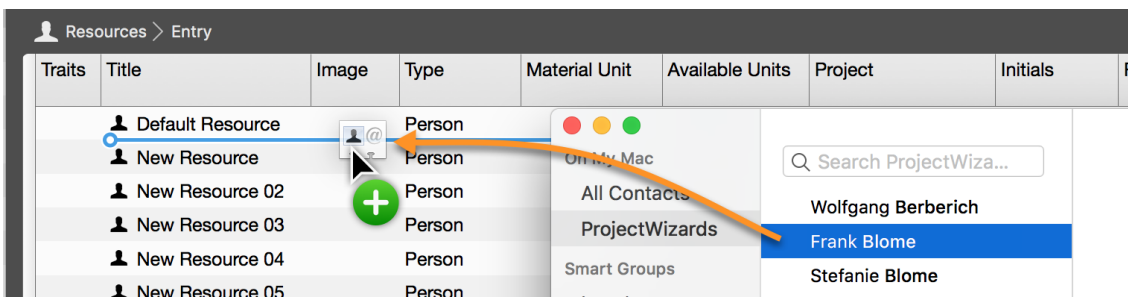 Resources > Entry
Traits Title Image Type Material Unit Available Units Project Initials
Default Resource Person
New Resource Person
New Resource 02 Person
New Resource 03 Person
New Resource 04 Person
New Resource 05 Person
On My Mac
All Contacts
ProjectWizards
Smart Groups
Search ProjectWiza...
Wolfgang Berberich
Frank Blome
Stefanie Blome